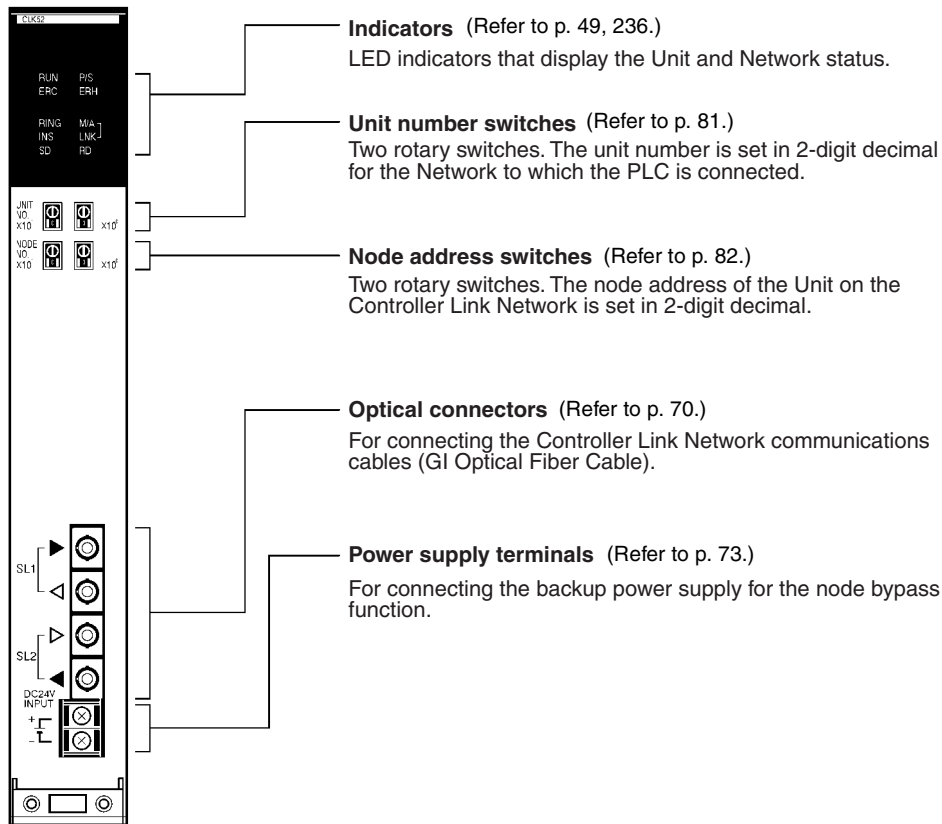 CLK52
RUN P/S
ERC ERH
RING M/A
INS LNK
SD RD
UNIT
NO.
X10 X10⁰
NODE
NO.
X10 X10⁰
SL1
SL2
DC24V
INPUT
+
-
Indicators (Refer to p. 49, 236.)
LED indicators that display the Unit and Network status.
Unit number switches (Refer to p. 81.)
Two rotary switches. The unit number is set in 2-digit decimal
for the Network to which the PLC is connected.
Node address switches (Refer to p. 82.)
Two rotary switches. The node address of the Unit on the
Controller Link Network is set in 2-digit decimal.
Optical connectors (Refer to p. 70.)
For connecting the Controller Link Network communications
cables (GI Optical Fiber Cable).
Power supply terminals (Refer to p. 73.)
For connecting the backup power supply for the node bypass
function.